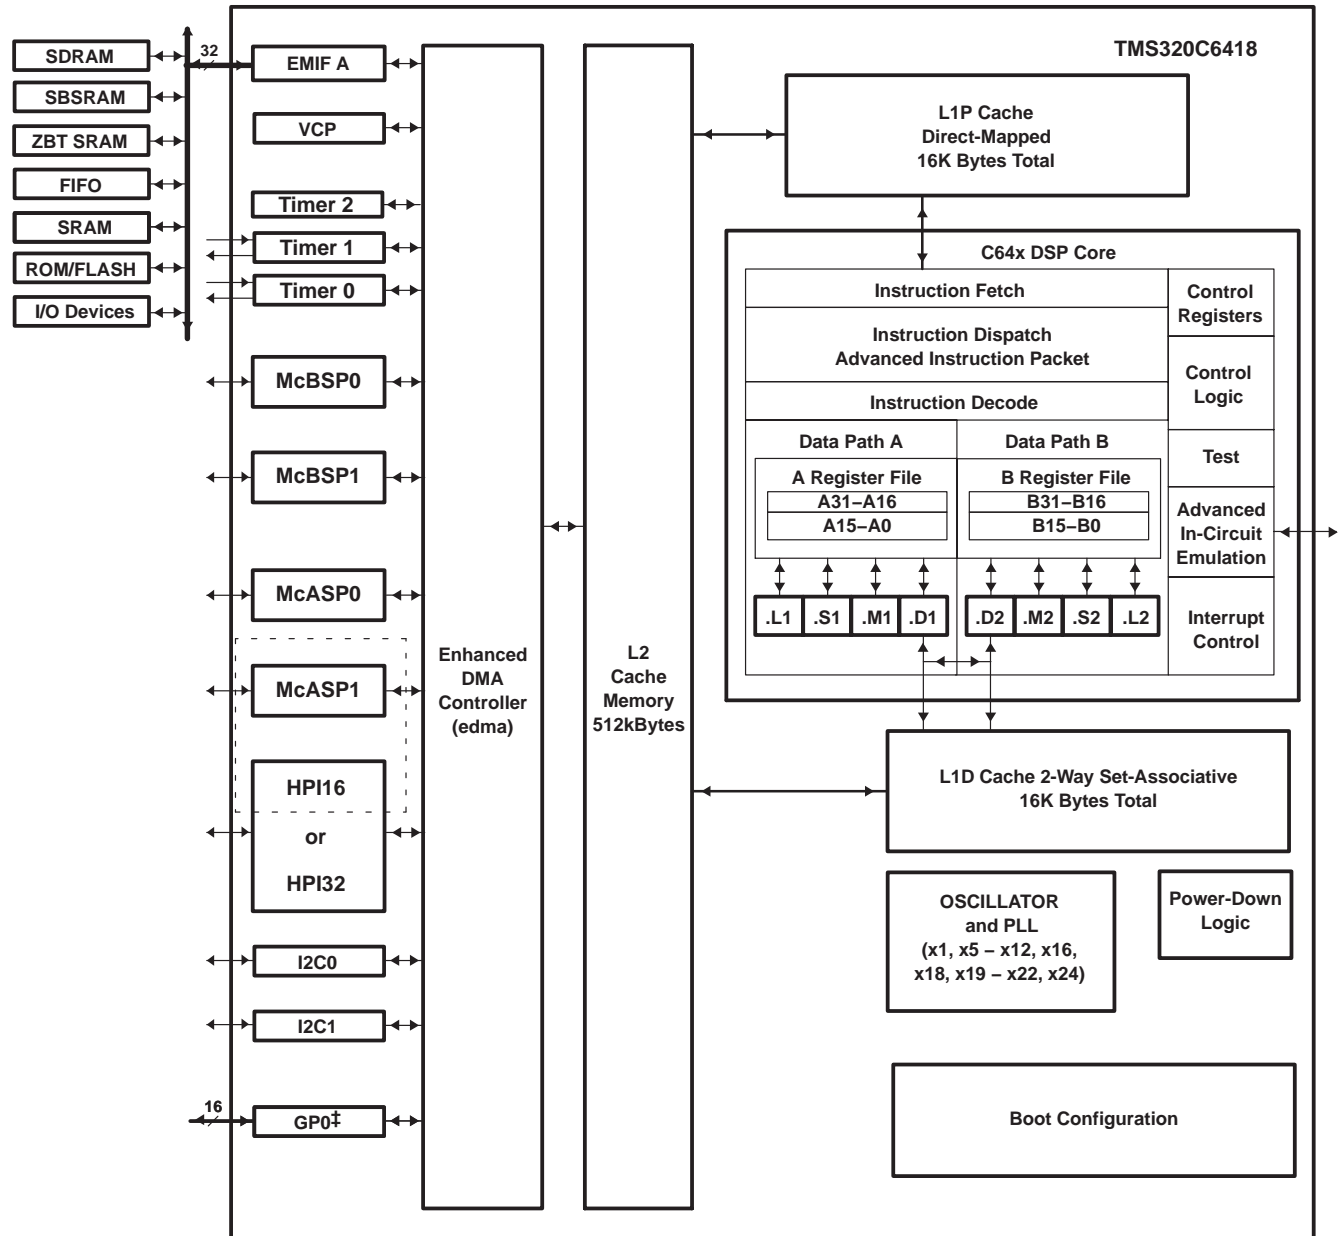 TMS320C6418
32
SDRAM
SBSRAM
ZBT SRAM
FIFO
SRAM
ROM/FLASH
I/O Devices
EMIF A
VCP
Timer 2
Timer 1
Timer 0
McBSP0
McBSP1
McASP0
McASP1
HPI16
or
HPI32
I2C0
I2C1
16
GP0‡
Enhanced
DMA
Controller
(edma)
L2
Cache
Memory
512kBytes
L1P Cache
Direct-Mapped
16K Bytes Total
C64x DSP Core
Instruction Fetch
Instruction Dispatch
Advanced Instruction Packet
Instruction Decode
Data Path A
A Register File
A31–A16
A15–A0
.L1
.S1
.M1
.D1
Data Path B
B Register File
B31–B16
B15–B0
.D2
.M2
.S2
.L2
Control
Registers
Control
Logic
Test
Advanced
In-Circuit
Emulation
Interrupt
Control
L1D Cache 2-Way Set-Associative
16K Bytes Total
OSCILLATOR
and PLL
(x1, x5 – x12, x16,
x18, x19 – x22, x24)
Power-Down
Logic
Boot Configuration